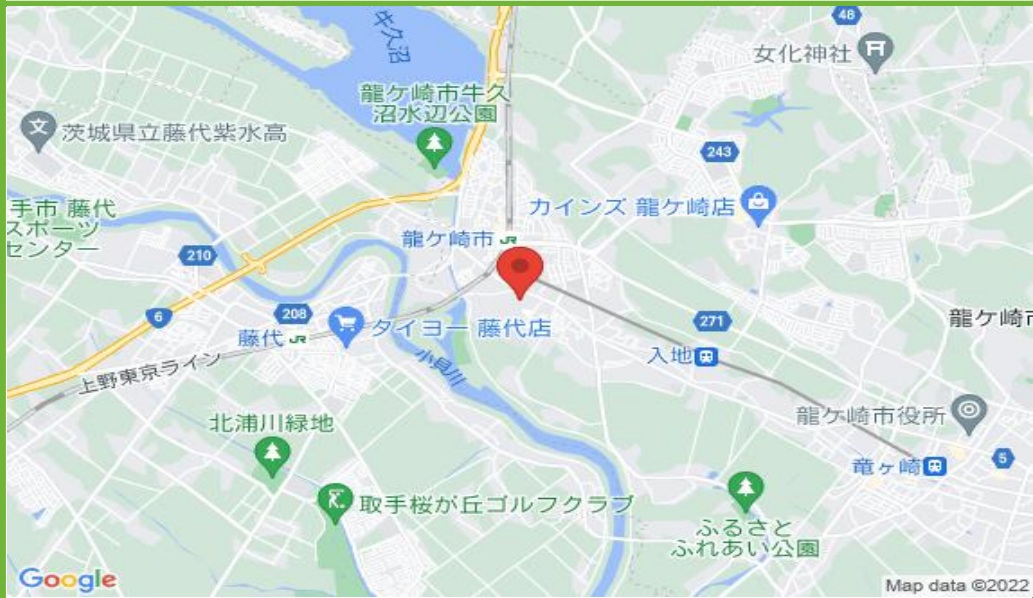 48
牛久沼
女化神社
龍ケ崎市牛久
沼水辺公園
茨城県立藤代紫水高
243
カインズ 龍ケ崎店
手市 藤代
スポーツ
センター
龍ケ崎市 JR
210
6
208
藤代 JR
タイヨー 藤代店
271
龍ケ崎市
入地
小貝川
上野東京ライン
北浦川緑地
龍ケ崎市役所
竜ヶ崎
5
取手桜が丘ゴルフクラブ
ふるさと
ふれあい公園
Google
Map data ©2022